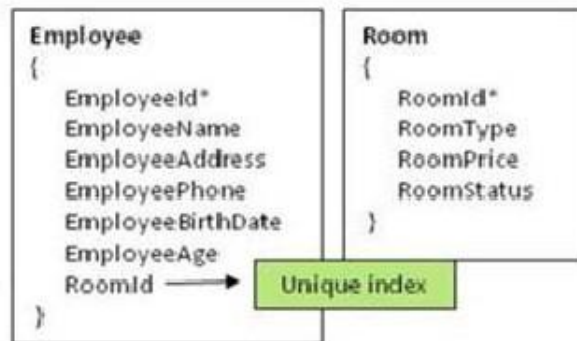 Employee
{
EmployeeId*
EmployeeName
EmployeeAddress
EmployeePhone
EmployeeBirthDate
EmployeeAge
RoomId
}
Unique index
Room
{
RoomId*
RoomType
RoomPrice
RoomStatus
}